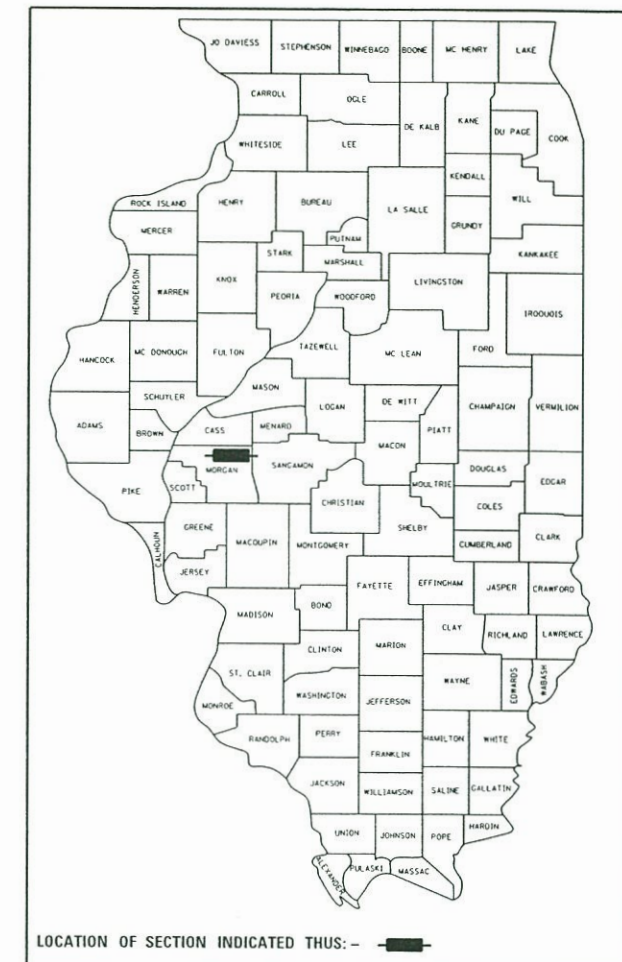 JO DAVIESS STEPHENSON WINNEBAGO BOONE MC HENRY LAKE
CARROLL OGLE DE KALB KANE DU PAGE COOK
WHITESIDE LEE
KENDALL
ROCK ISLAND HENRY BUREAU LA SALLE GRUNDY WILL
MERCER STARK PUTNAM KANKAKEE
MARSHALL
HENDERSON WARREN KNOX PEORIA WOODFORD LIVINGSTON IROQUOIS
HANCOCK MC DONOUGH FULTON TAZEWELL MC LEAN FORD
MASON
SCHUYLER LOGAN DE WITT CHAMPAIGN VERMILION
ADAMS BROWN CASS MENARD MACON PIATT
MORGAN SANGAMON DOUGLAS EDGAR
PIKE SCOTT CHRISTIAN MOULTRIE COLES
GREENE MACOUPIN MONTGOMERY SHELBY CUMBERLAND CLARK
CALHOUN JERSEY FAYETTE EFFINGHAM JASPER CRAWFORD
MADISON BOND
CLAY RICHLAND LAWRENCE
CLINTON MARION
ST. CLAIR WAYNE EDWARDS WABASH
WASHINGTON JEFFERSON
MONROE
RANDOLPH PERRY HAMILTON WHITE
FRANKLIN
JACKSON WILLIAMSON SALINE GALLATIN
UNION JOHNSON POPE HARDIN
ALEXANDER PULASKI MASSAC
LOCATION OF SECTION INDICATED THUS: -